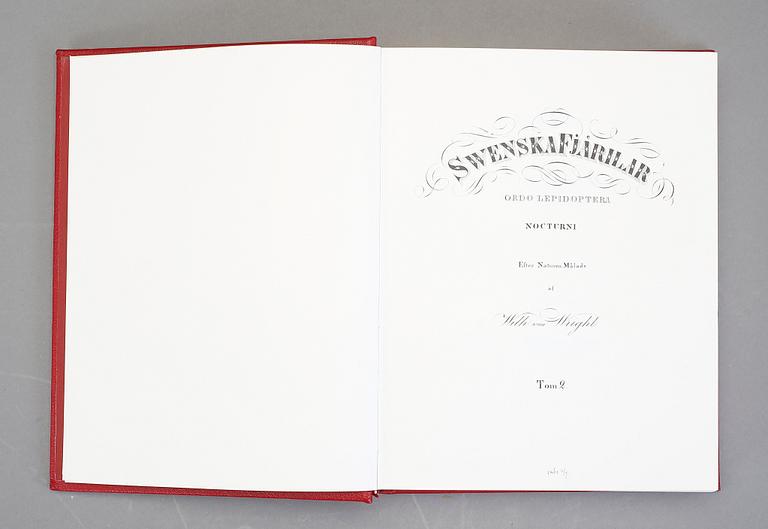 SWENSKA FJÄRILAR
ORDO LEPIDOPTERA
NOCTURNI
Efter Naturen Målade
af
Wilh. von Wright
Tom 2